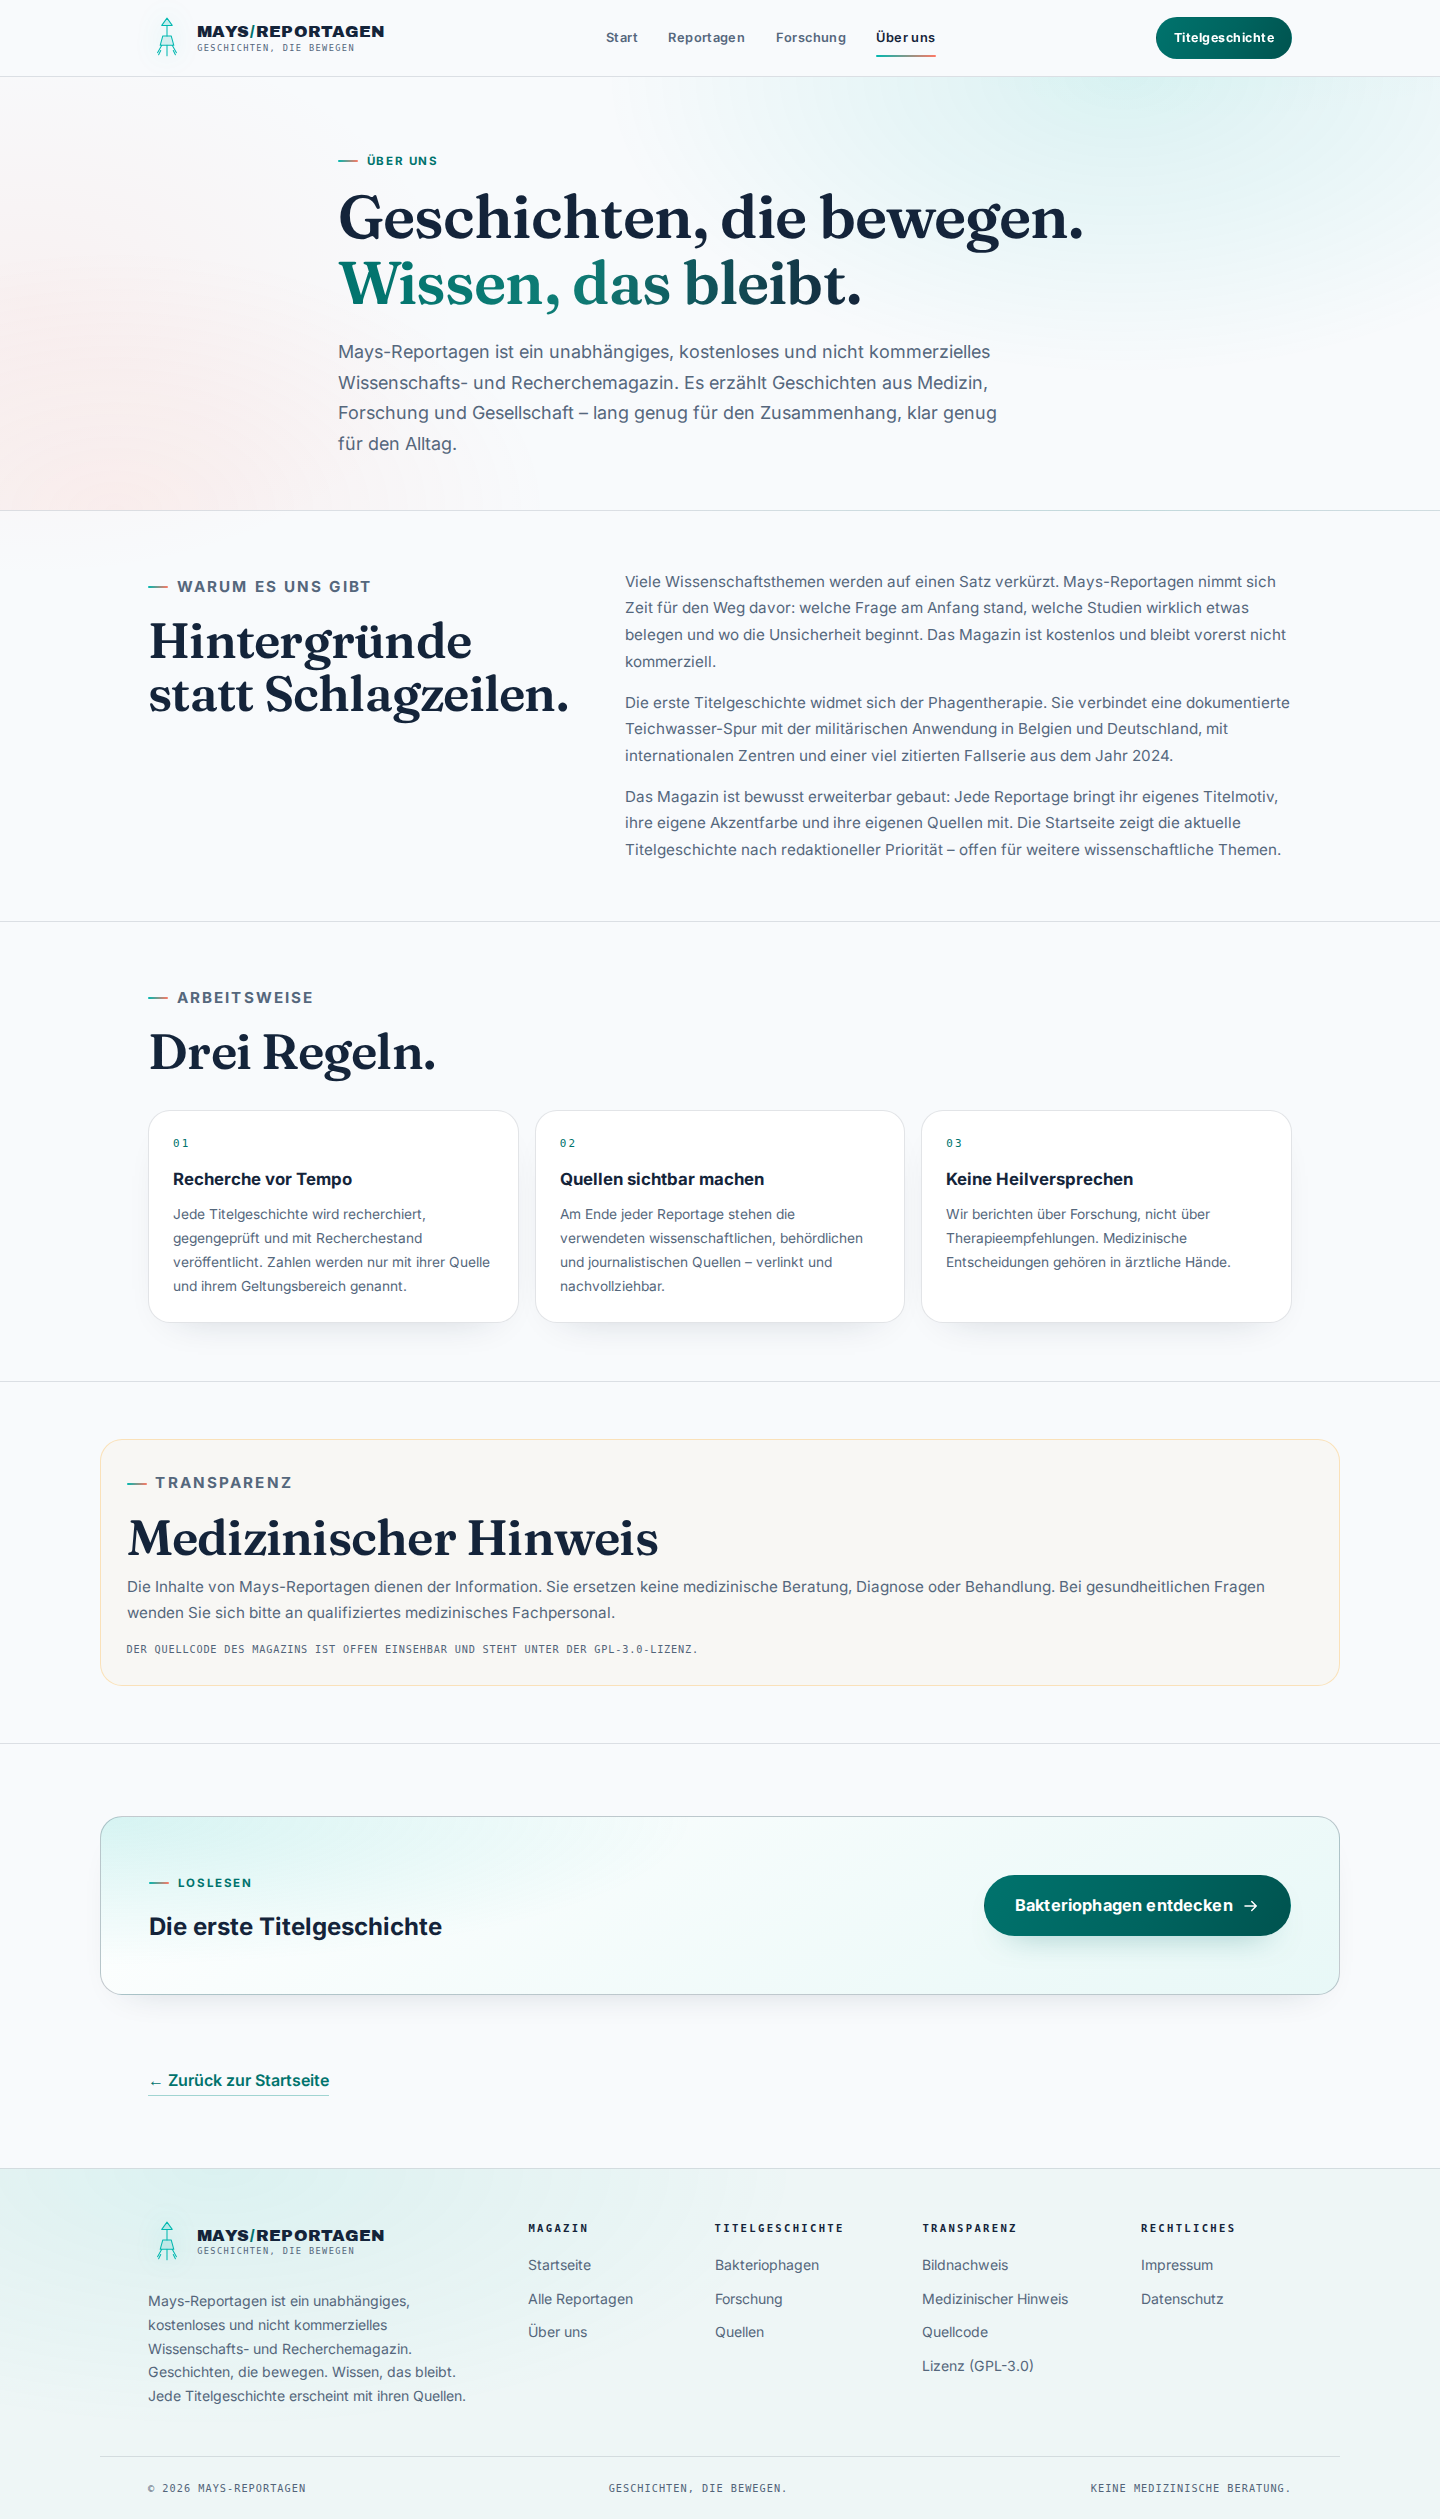 MAYS/REPORTAGEN
GESCHICHTEN, DIE BEWEGEN
Start
Reportagen
Forschung
Über uns
Titelgeschichte
ÜBER UNS
Geschichten, die bewegen.
Wissen, das bleibt.
Mays-Reportagen ist ein unabhängiges, kostenloses und nicht kommerzielles
Wissenschafts- und Recherchemagazin. Es erzählt Geschichten aus Medizin,
Forschung und Gesellschaft – lang genug für den Zusammenhang, klar genug
für den Alltag.
WARUM ES UNS GIBT
Hintergründe
statt Schlagzeilen.
Viele Wissenschaftsthemen werden auf einen Satz verkürzt. Mays-Reportagen nimmt sich
Zeit für den Weg davor: welche Frage am Anfang stand, welche Studien wirklich etwas
belegen und wo die Unsicherheit beginnt. Das Magazin ist kostenlos und bleibt vorerst nicht
kommerziell.
Die erste Titelgeschichte widmet sich der Phagentherapie. Sie verbindet eine dokumentierte
Teichwasser-Spur mit der militärischen Anwendung in Belgien und Deutschland, mit
internationalen Zentren und einer viel zitierten Fallserie aus dem Jahr 2024.
Das Magazin ist bewusst erweiterbar gebaut: Jede Reportage bringt ihr eigenes Titelmotiv,
ihre eigene Akzentfarbe und ihre eigenen Quellen mit. Die Startseite zeigt die aktuelle
Titelgeschichte nach redaktioneller Priorität – offen für weitere wissenschaftliche Themen.
ARBEITSWEISE
Drei Regeln.
01
Recherche vor Tempo
Jede Titelgeschichte wird recherchiert,
gegengeprüft und mit Recherchestand
veröffentlicht. Zahlen werden nur mit ihrer Quelle
und ihrem Geltungsbereich genannt.
02
Quellen sichtbar machen
Am Ende jeder Reportage stehen die
verwendeten wissenschaftlichen, behördlichen
und journalistischen Quellen – verlinkt und
nachvollziehbar.
03
Keine Heilversprechen
Wir berichten über Forschung, nicht über
Therapieempfehlungen. Medizinische
Entscheidungen gehören in ärztliche Hände.
TRANSPARENZ
Medizinischer Hinweis
Die Inhalte von Mays-Reportagen dienen der Information. Sie ersetzen keine medizinische Beratung, Diagnose oder Behandlung. Bei gesundheitlichen Fragen
wenden Sie sich bitte an qualifiziertes medizinisches Fachpersonal.
DER QUELLCODE DES MAGAZINS IST OFFEN EINSEHBAR UND STEHT UNTER DER GPL-3.0-LIZENZ.
LOSLESEN
Die erste Titelgeschichte
Bakteriophagen entdecken →
← Zurück zur Startseite
MAYS/REPORTAGEN
GESCHICHTEN, DIE BEWEGEN
Mays-Reportagen ist ein unabhängiges,
kostenloses und nicht kommerzielles
Wissenschafts- und Recherchemagazin.
Geschichten, die bewegen. Wissen, das bleibt.
Jede Titelgeschichte erscheint mit ihren Quellen.
MAGAZIN
Startseite
Alle Reportagen
Über uns
TITELGESCHICHTE
Bakteriophagen
Forschung
Quellen
TRANSPARENZ
Bildnachweis
Medizinischer Hinweis
Quellcode
Lizenz (GPL-3.0)
RECHTLICHES
Impressum
Datenschutz
© 2026 MAYS-REPORTAGEN
GESCHICHTEN, DIE BEWEGEN.
KEINE MEDIZINISCHE BERATUNG.